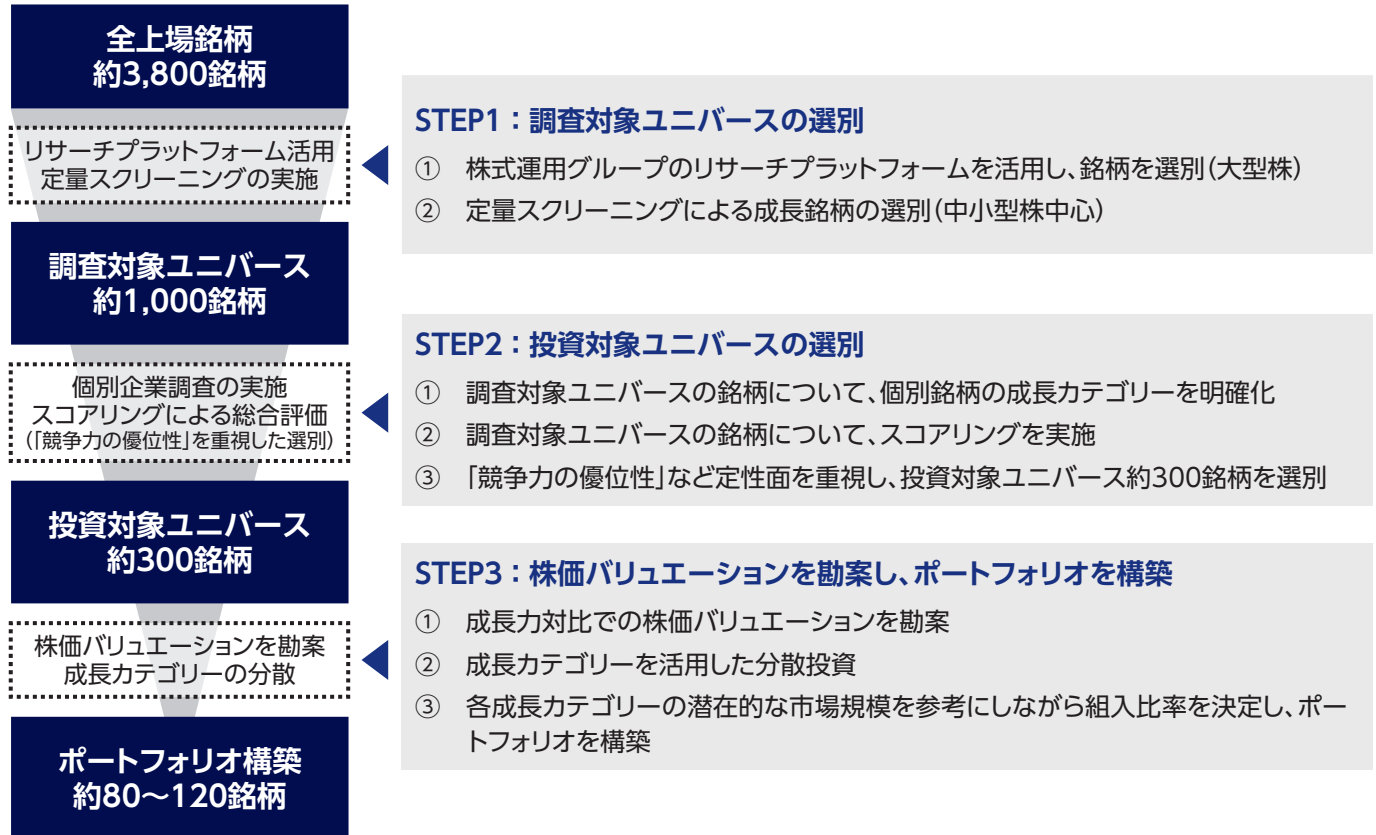 全上場銘柄
約3,800銘柄
リサーチプラットフォーム活用
定量スクリーニングの実施
STEP1：調査対象ユニバースの選別
① 株式運用グループのリサーチプラットフォームを活用し、銘柄を選別（大型株）
② 定量スクリーニングによる成長銘柄の選別（中小型株中心）
調査対象ユニバース
約1,000銘柄
個別企業調査の実施
スコアリングによる総合評価
（「競争力の優位性」を重視した選別）
STEP2：投資対象ユニバースの選別
① 調査対象ユニバースの銘柄について、個別銘柄の成長カテゴリーを明確化
② 調査対象ユニバースの銘柄について、スコアリングを実施
③ 「競争力の優位性」など定性面を重視し、投資対象ユニバース約300銘柄を選別
投資対象ユニバース
約300銘柄
株価バリュエーションを勘案
成長カテゴリーの分散
STEP3：株価バリュエーションを勘案し、ポートフォリオを構築
① 成長力対比での株価バリュエーションを勘案
② 成長カテゴリーを活用した分散投資
③ 各成長カテゴリーの潜在的な市場規模を参考にしながら組入比率を決定し、ポー
トフォリオを構築
ポートフォリオ構築
約80〜120銘柄